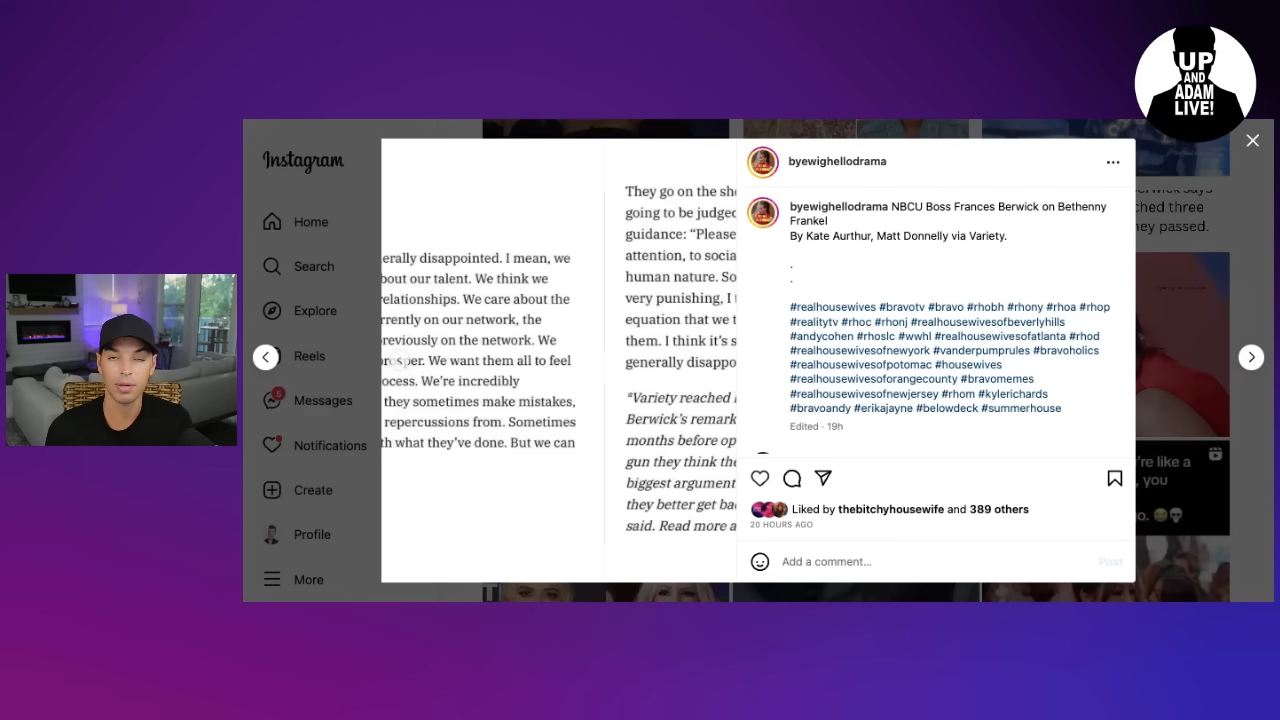 UP
AND
ADAM
LIVE!
Instagram
Home
Search
Explore
Reels
5
Messages
Notifications
Create
Profile
More
erally disappointed. I mean, we
bout our talent. We think we
relationships. We care about the
rrently on our network, the
previously on the network. We
prosper. We want them all to feel
ocess. We're incredibly
they sometimes make mistakes,
repercussions from. Sometimes
th what they've done. But we can
They go on the sh
going to be judged
guidance: "Please
attention, to socia
human nature. So
very punishing, I t
equation that we t
them. I think it's s
generally disappo
*Variety reached
Berwick's remark
months before op
gun they think the
biggest argument
they better get ba
said. Read more a
byewighellodrama
byewighellodrama NBCU Boss Frances Berwick on Bethenny
Frankel
By Kate Aurthur, Matt Donnelly via Variety.
.
.
#realhousewives #bravotv #bravo #rhobh #rhony #rhoa #rhop
#realitytv #rhoc #rhonj #realhousewivesofbeverlyhills
#andycohen #rhoslc #wwhl #realhousewivesofatlanta #rhod
#realhousewivesofnewyork #vanderpumprules #bravoholics
#realhousewivesofpotomac #housewives
#realhousewivesoforangecounty #bravomemes
#realhousewivesofnewjersey #rhom #kylerichards
#bravoandy #erikajayne #belowdeck #summerhouse
Edited · 19h
Liked by thebitchyhousewife and 389 others
20 HOURS AGO
Add a comment...
Post
erwick says
ched three
ey passed.
're like a
, you
o.